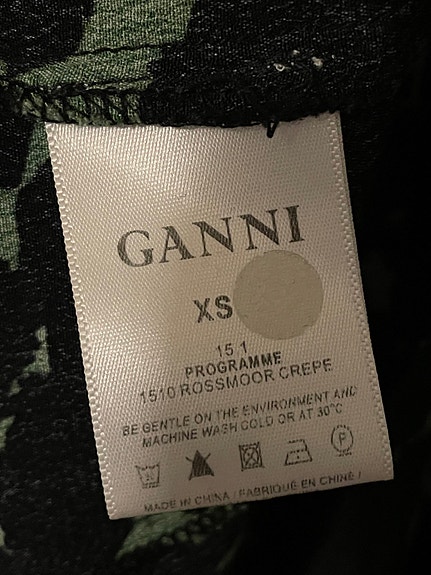 GANNI
XS
15 1
PROGRAMME
1510 ROSSMOOR CREPE
BE GENTLE ON THE ENVIRONMENT AND
MACHINE WASH COLD OR AT 30°C
P
MADE IN CHINA / FABRIQUÉ EN CHINE /